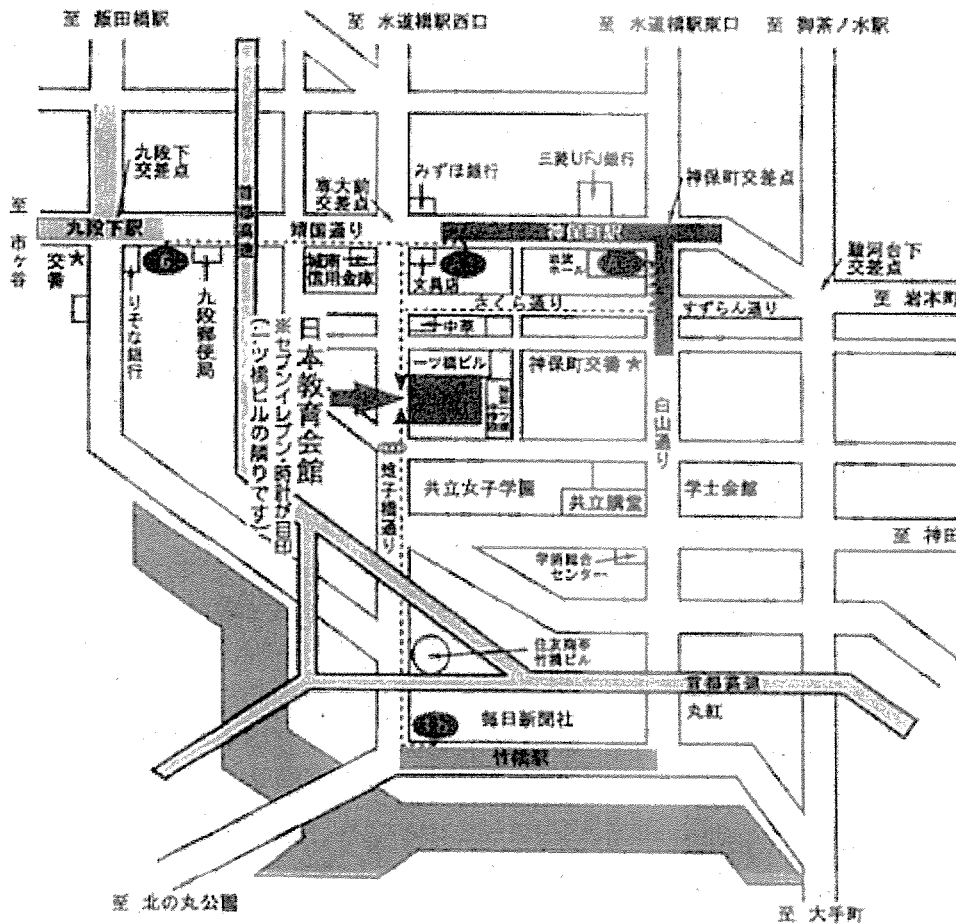 至 飯田橋駅
至 水道橋駅西口
至 水道橋駅東口
至 御茶ノ水駅
九段下
交差点
首都高速
専大前
交差点
みずほ銀行
三菱UFJ銀行
神保町交差点
至 市ヶ谷
九段下駅
靖国通り
神保町駅
交番
りそな銀行
九段郵便局
城南
信用金庫
文具店
岩波
ホール
駿河台下
交差点
さくら通り
すずらん通り
至 岩本町
中華
一ツ橋ビル
神保町交番
白山通り
日本教育会館
※セブンイレブン・時計が目印
(一ツ橋ビルの隣りです)
雉子橋通り
共立女子学園
共立講堂
学士会館
至 神田
学術総合
センター
住友商事
竹橋ビル
首都高速
丸紅
毎日新聞社
竹橋駅
至 北の丸公園
至 大手町